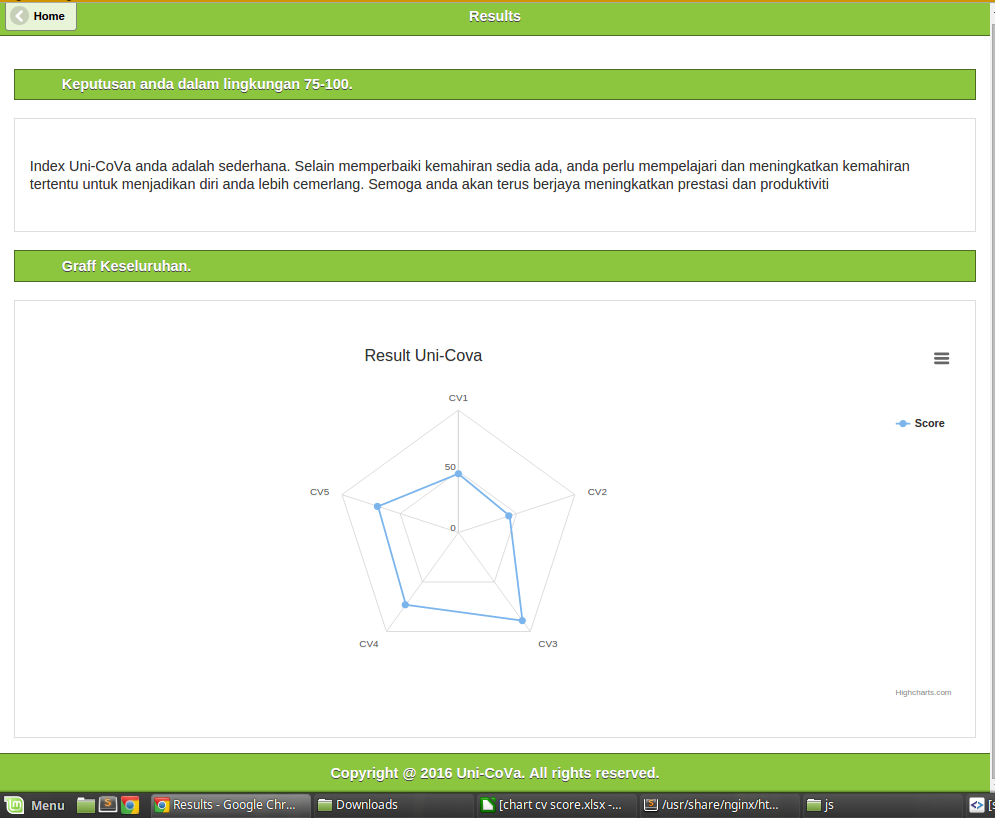 Home
Results
Keputusan anda dalam lingkungan 75-100.
Index Uni-CoVa anda adalah sederhana. Selain memperbaiki kemahiran sedia ada, anda perlu mempelajari dan meningkatkan kemahiran
tertentu untuk menjadikan diri anda lebih cemerlang. Semoga anda akan terus berjaya meningkatkan prestasi dan produktiviti
Graff Keseluruhan.
Result Uni-Cova
CV1
Score
50
CV5
CV2
0
CV4
CV3
Highcharts.com
Copyright @ 2016 Uni-CoVa. All rights reserved.
Menu
Results - Google Chr...
Downloads
[chart cv score.xlsx -...
/usr/share/nginx/ht...
js